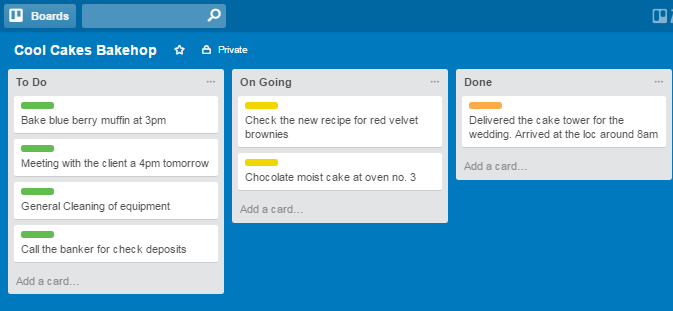 Boards
Cool Cakes Bakehop
Private
To Do
Bake blue berry muffin at 3pm
Meeting with the client a 4pm tomorrow
General Cleaning of equipment
Call the banker for check deposits
Add a card…
On Going
Check the new recipe for red velvet
brownies
Chocolate moist cake at oven no. 3
Add a card…
Done
Delivered the cake tower for the
wedding. Arrived at the loc around 8am
Add a card…